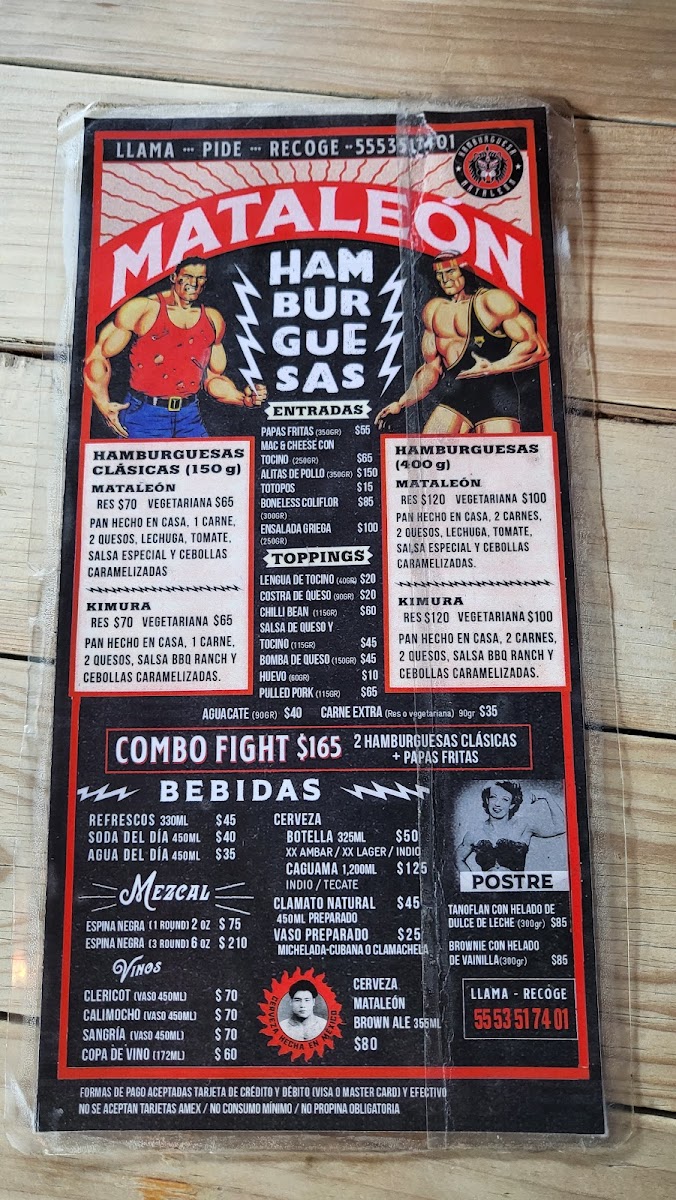 LLAMA ··· PIDE ··· RECOGE ·· 5553517401
HAMBURGUESA
MATALEÓN
MATALEÓN
HAM
BUR
GUE
SAS
ENTRADAS
PAPAS FRITAS (350GR) $55
MAC & CHEESE CON
TOCINO (250GR) $65
ALITAS DE POLLO (350GR) $150
TOTOPOS $15
BONELESS COLIFLOR $85
(300GR)
ENSALADA GRIEGA $100
(250GR)
TOPPINGS
LENGUA DE TOCINO (40GR) $20
COSTRA DE QUESO (90GR) $20
CHILLI BEAN (115GR) $60
SALSA DE QUESO Y
TOCINO (115GR) $45
BOMBA DE QUESO (150GR) $45
HUEVO (60GR) $10
PULLED PORK (115GR) $65
HAMBURGUESAS
CLÁSICAS (150 g)
MATALEÓN
RES $70 VEGETARIANA $65
PAN HECHO EN CASA, 1 CARNE,
2 QUESOS, LECHUGA, TOMATE,
SALSA ESPECIAL Y CEBOLLAS
CARAMELIZADAS
KIMURA
RES $70 VEGETARIANA $65
PAN HECHO EN CASA, 1 CARNE,
2 QUESOS, SALSA BBQ RANCH Y
CEBOLLAS CARAMELIZADAS.
HAMBURGUESAS
(400 g)
MATALEÓN
RES $120 VEGETARIANA $100
PAN HECHO EN CASA, 2 CARNES,
2 QUESOS, LECHUGA, TOMATE,
SALSA ESPECIAL Y CEBOLLAS
CARAMELIZADAS.
KIMURA
RES $120 VEGETARIANA $100
PAN HECHO EN CASA, 2 CARNES,
2 QUESOS, SALSA BBQ RANCH Y
CEBOLLAS CARAMELIZADAS.
AGUACATE (90GR) $40 CARNE EXTRA (Res o vegetariana) 90gr $35
COMBO FIGHT $165 2 HAMBURGUESAS CLÁSICAS
+ PAPAS FRITAS
BEBIDAS
REFRESCOS 330ML $45
SODA DEL DÍA 450ML $40
AGUA DEL DÍA 450ML $35
MEZCAL
ESPINA NEGRA (1 ROUND) 2 OZ $ 75
ESPINA NEGRA (3 ROUND) 6 OZ $ 210
VINOS
CLERICOT (VASO 450ML) $ 70
CALIMOCHO (VASO 450ML) $ 70
SANGRÍA (VASO 450ML) $ 70
COPA DE VINO (172ML) $ 60
CERVEZA
BOTELLA 325ML $50
XX AMBAR / XX LAGER / INDIO
CAGUAMA 1,200ML $125
INDIO / TECATE
CLAMATO NATURAL $45
450ML PREPARADO
VASO PREPARADO $25
MICHELADA-CUBANA O CLAMACHELA
CERVEZA HECHA EN MÉXICO
CERVEZA
MATALEÓN
BROWN ALE 355ML
$80
POSTRE
TANOFLAN CON HELADO DE
DULCE DE LECHE (300gr) $85
BROWNIE CON HELADO
DE VAINILLA (300gr) $85
LLAMA - RECOGE
55 53 51 74 01
FORMAS DE PAGO ACEPTADAS TARJETA DE CRÉDITO Y DÉBITO (VISA O MASTER CARD) Y EFECTIVO
NO SE ACEPTAN TARJETAS AMEX / NO CONSUMO MÍNIMO / NO PROPINA OBLIGATORIA